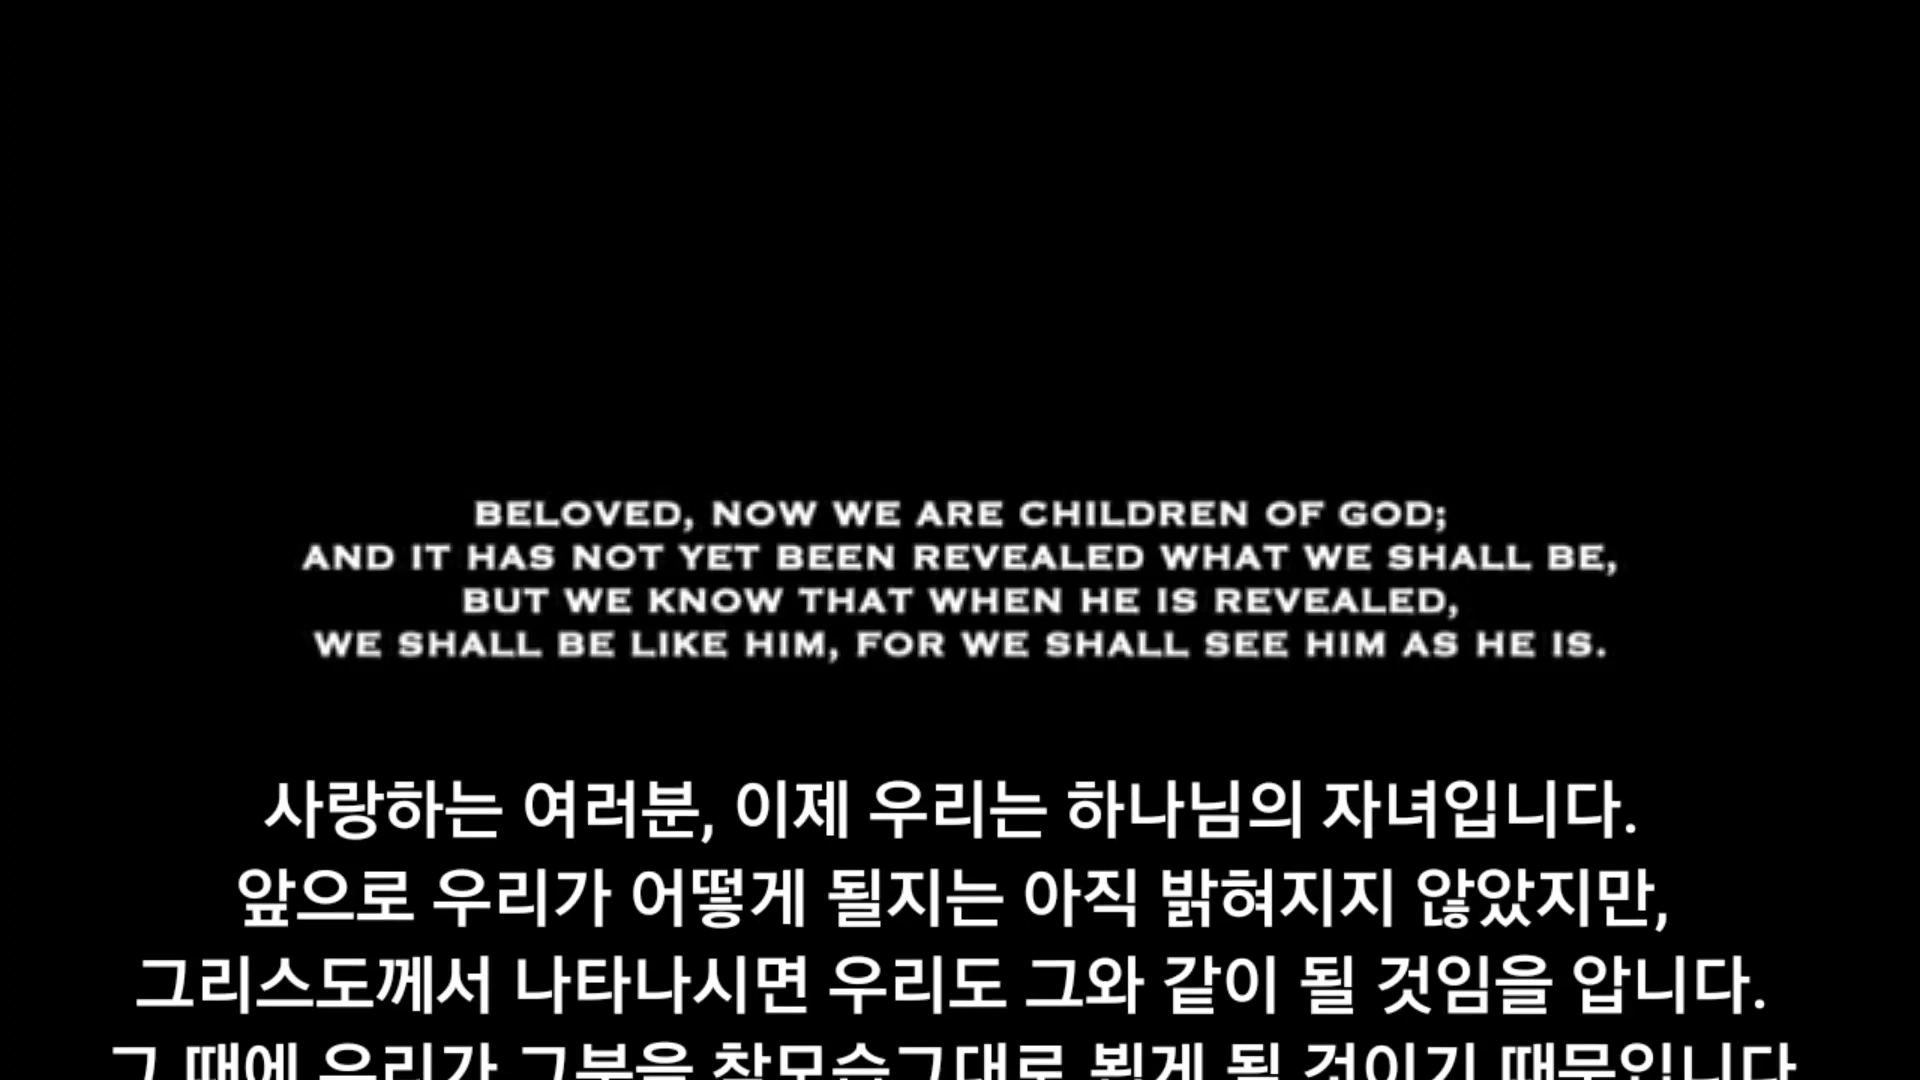 BELOVED, NOW WE ARE CHILDREN OF GOD;
AND IT HAS NOT YET BEEN REVEALED WHAT WE SHALL BE,
BUT WE KNOW THAT WHEN HE IS REVEALED,
WE SHALL BE LIKE HIM, FOR WE SHALL SEE HIM AS HE IS.
사랑하는 여러분, 이제 우리는 하나님의 자녀입니다.
앞으로 우리가 어떻게 될지는 아직 밝혀지지 않았지만,
그리스도께서 나타나시면 우리도 그와 같이 될 것임을 압니다.
그 때에 우리가 그분을 참모습그대로 뵙게 될 것이기 때문입니다